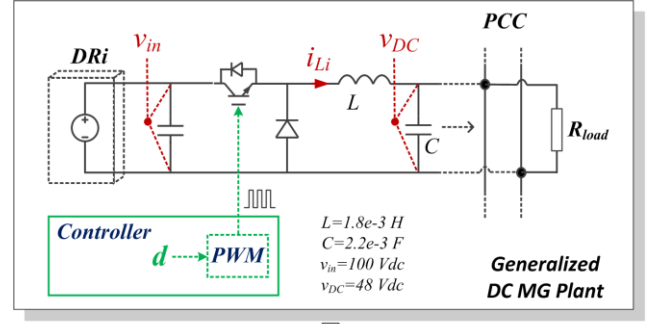 PCC
DRi
v_in
i_Li
v_DC
L
C
R_load
+
-
Controller
d
PWM
L=1.8e-3 H
C=2.2e-3 F
v_in=100 Vdc
v_DC=48 Vdc
Generalized
DC MG Plant